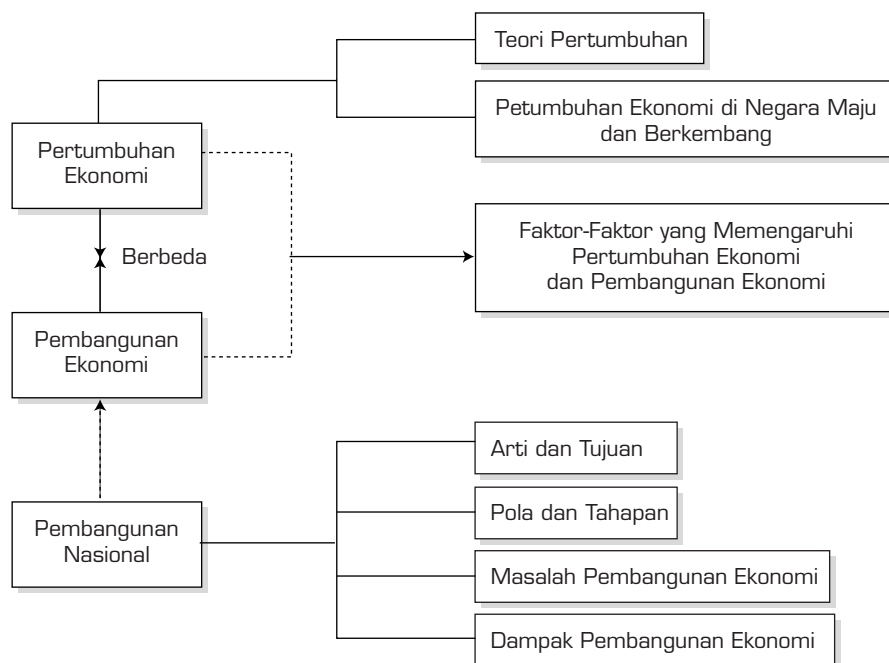 Teori Pertumbuhan
Petumbuhan Ekonomi di Negara Maju
dan Berkembang
Pertumbuhan
Ekonomi
Faktor-Faktor yang Memengaruhi
Pertumbuhan Ekonomi
dan Pembangunan Ekonomi
Berbeda
Pembangunan
Ekonomi
Arti dan Tujuan
Pola dan Tahapan
Pembangunan
Nasional
Masalah Pembangunan Ekonomi
Dampak Pembangunan Ekonomi